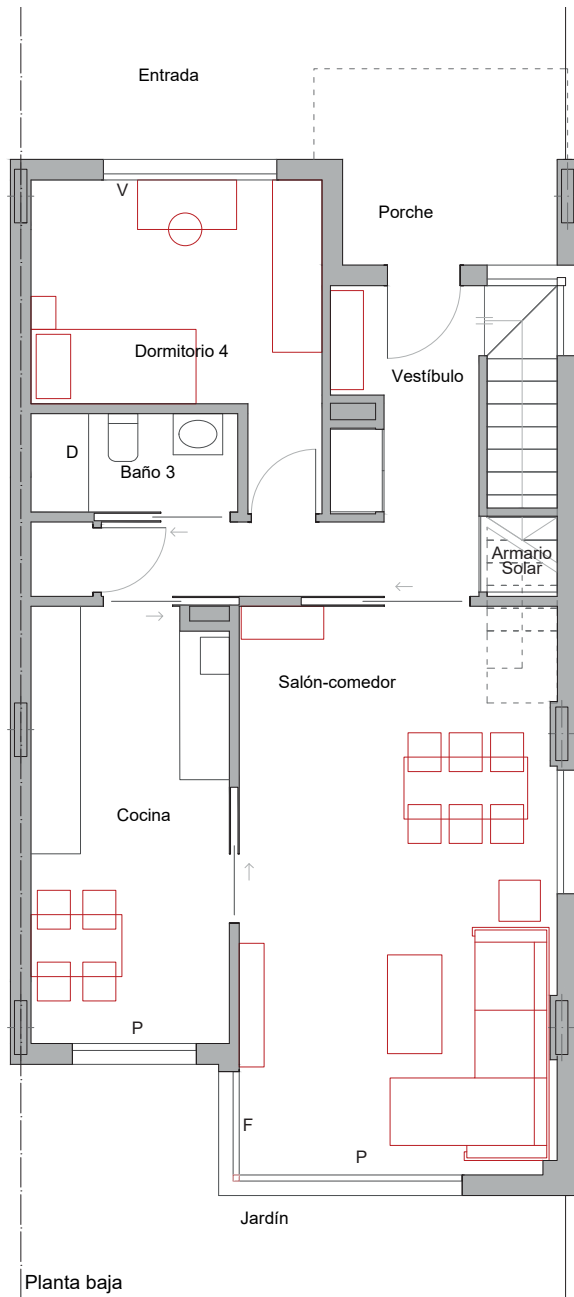 Entrada
V
Porche
Dormitorio 4
Vestíbulo
D
Baño 3
Armario
Solar
Salón-comedor
Cocina
P
F
P
Jardín
Planta baja